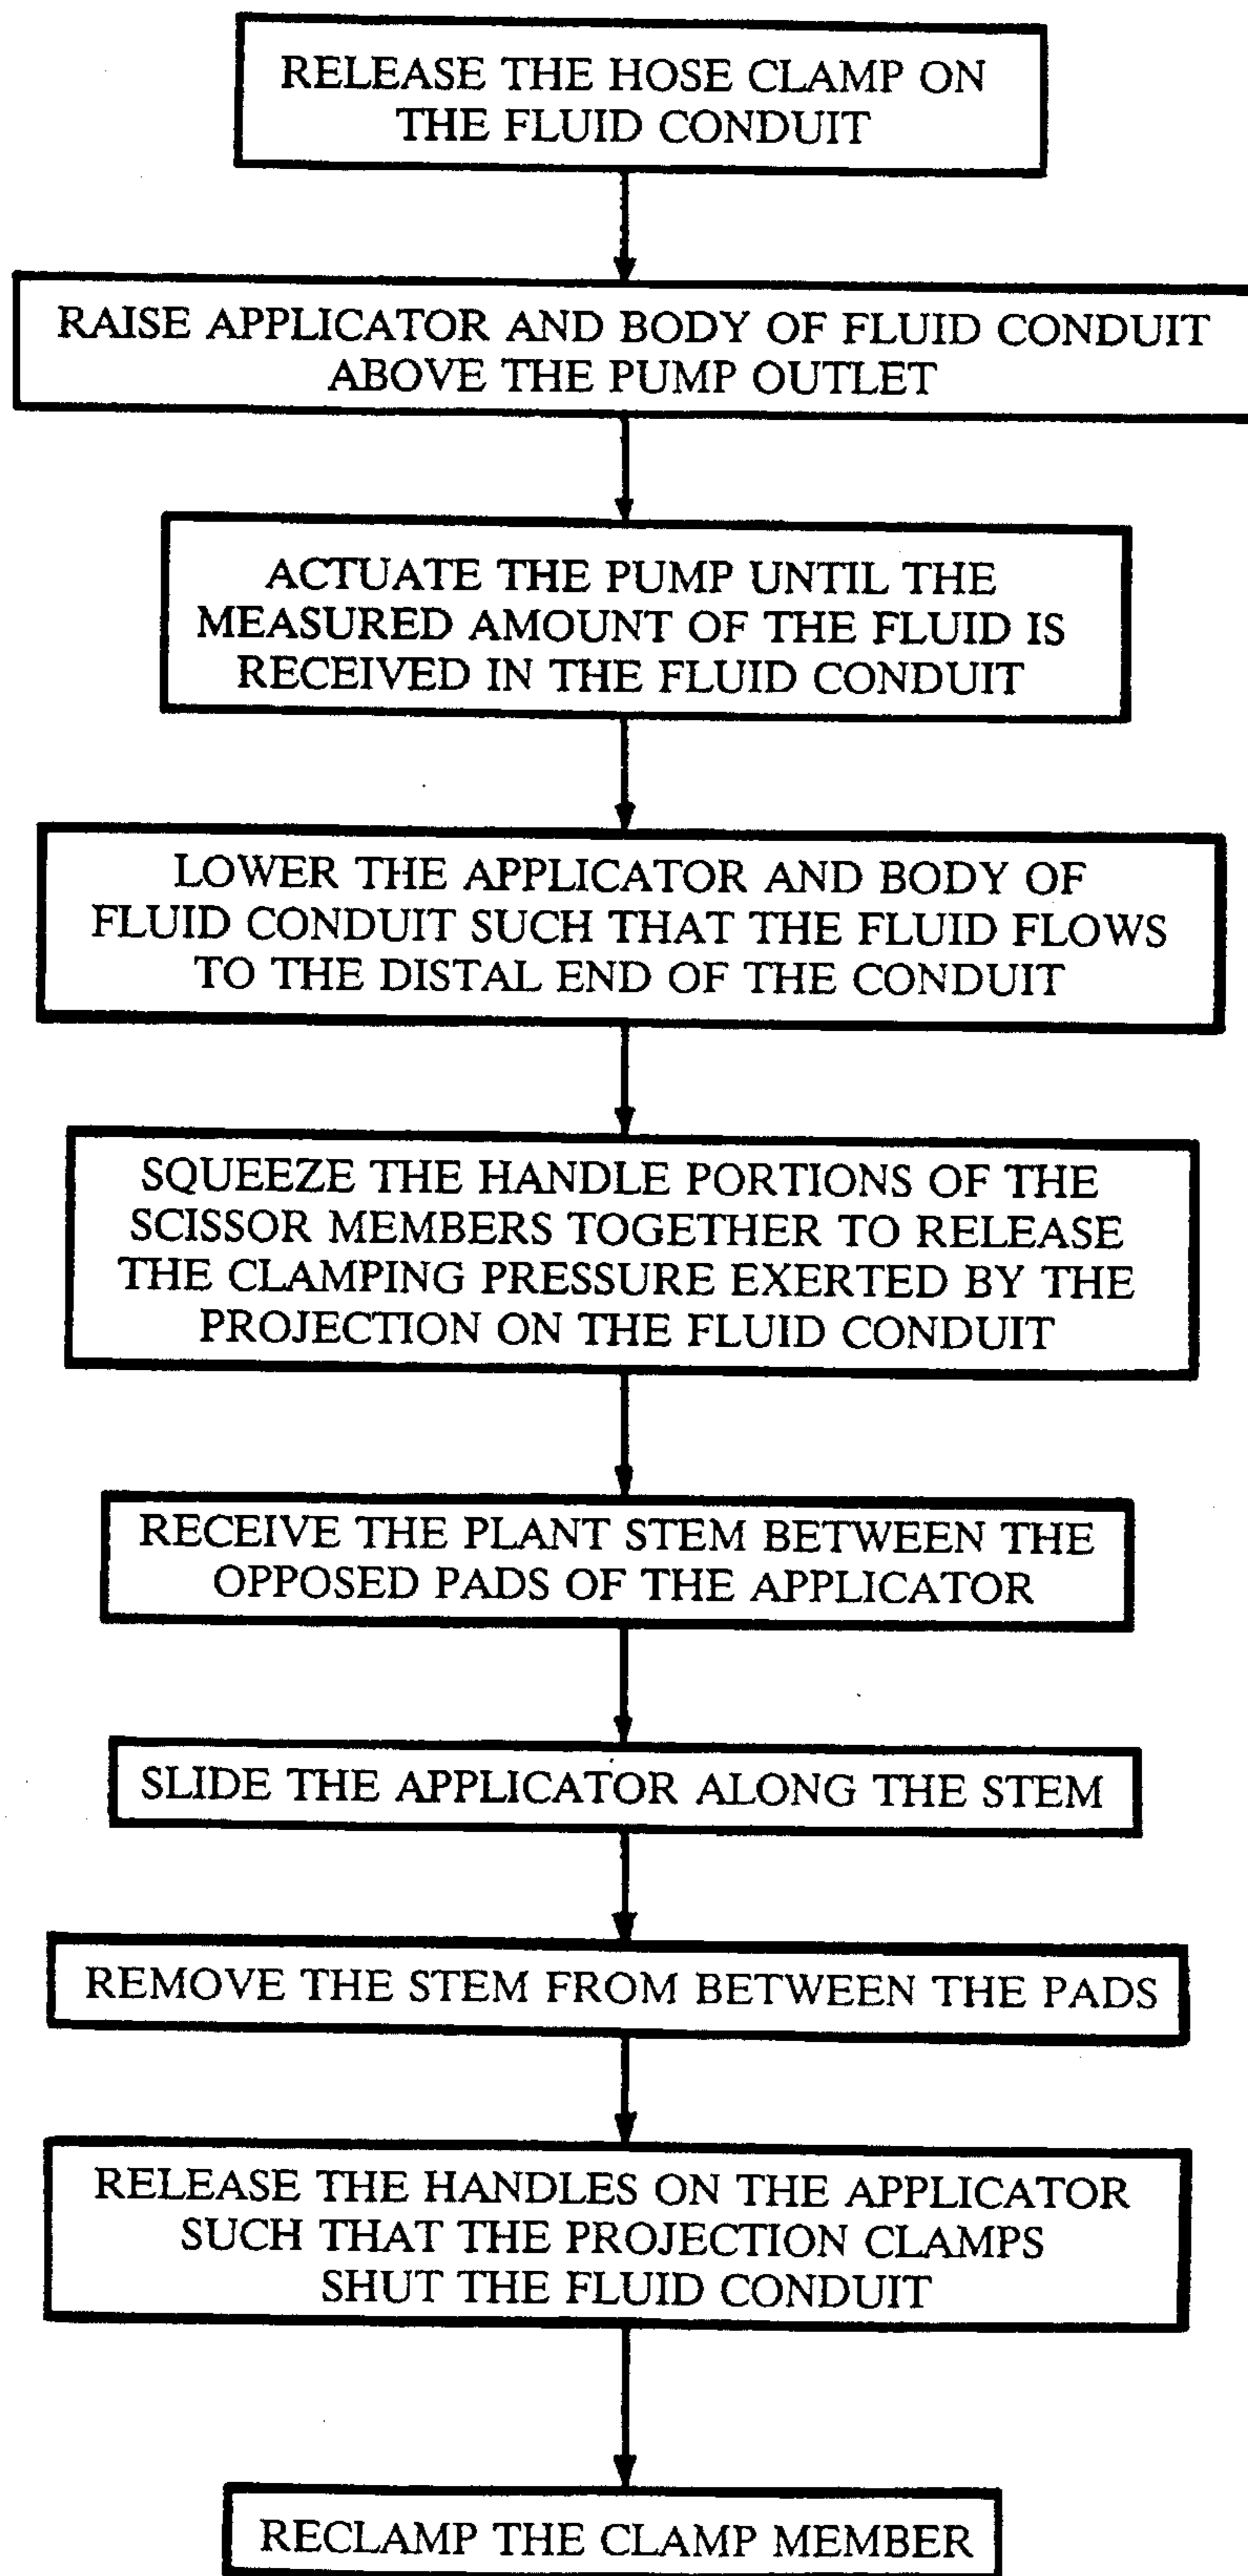 RELEASE THE HOSE CLAMP ON
THE FLUID CONDUIT
RAISE APPLICATOR AND BODY OF FLUID CONDUIT
ABOVE THE PUMP OUTLET
ACTUATE THE PUMP UNTIL THE
MEASURED AMOUNT OF THE FLUID IS
RECEIVED IN THE FLUID CONDUIT
LOWER THE APPLICATOR AND BODY OF
FLUID CONDUIT SUCH THAT THE FLUID FLOWS
TO THE DISTAL END OF THE CONDUIT
SQUEEZE THE HANDLE PORTIONS OF THE
SCISSOR MEMBERS TOGETHER TO RELEASE
THE CLAMPING PRESSURE EXERTED BY THE
PROJECTION ON THE FLUID CONDUIT
RECEIVE THE PLANT STEM BETWEEN THE
OPPOSED PADS OF THE APPLICATOR
SLIDE THE APPLICATOR ALONG THE STEM
REMOVE THE STEM FROM BETWEEN THE PADS
RELEASE THE HANDLES ON THE APPLICATOR
SUCH THAT THE PROJECTION CLAMPS
SHUT THE FLUID CONDUIT
RECLAMP THE CLAMP MEMBER